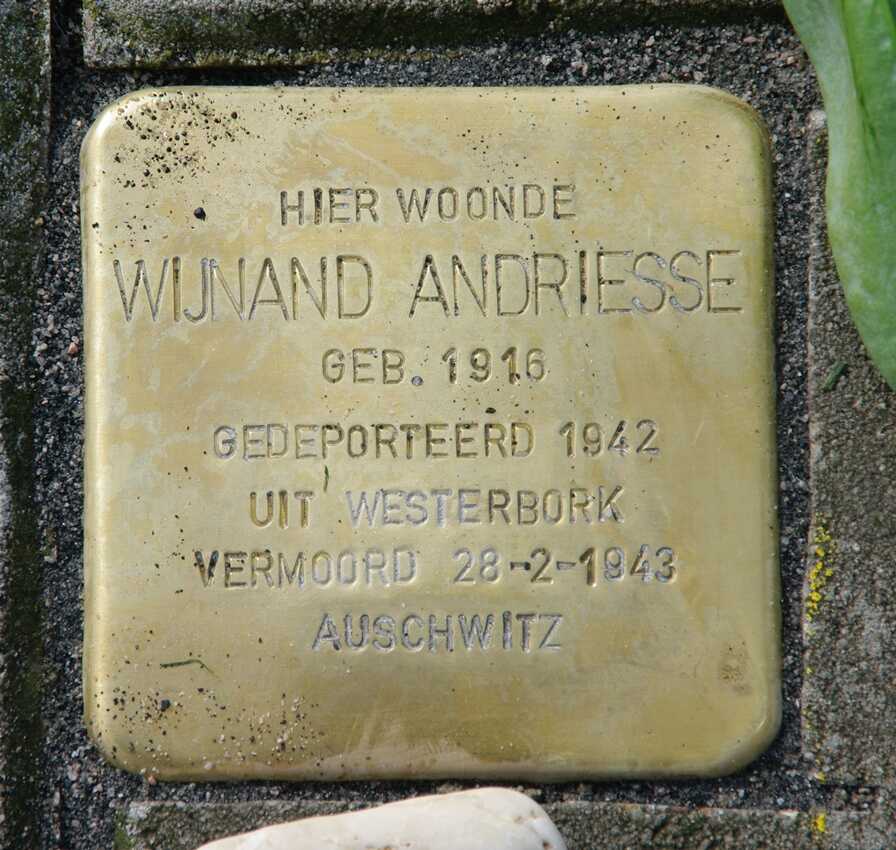 HIER WOONDE
WIJNAND ANDRIESSE
GEB. 1916
GEDEPORTEERD 1942
UIT WESTERBORK
VERMOORD 28-2-1943
AUSCHWITZ